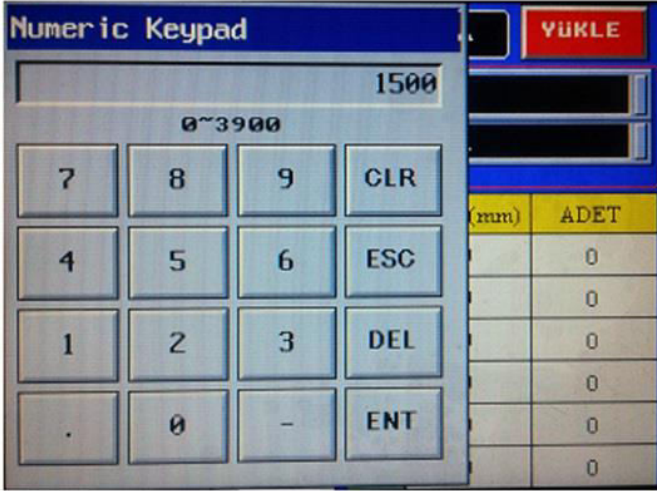 Numeric Keypad
YüKLE
1500
0~3900
7 8 9 CLR
4 5 6 ESC
1 2 3 DEL
. 0 - ENT
(mm) ADET
0
0
0
0
0
0